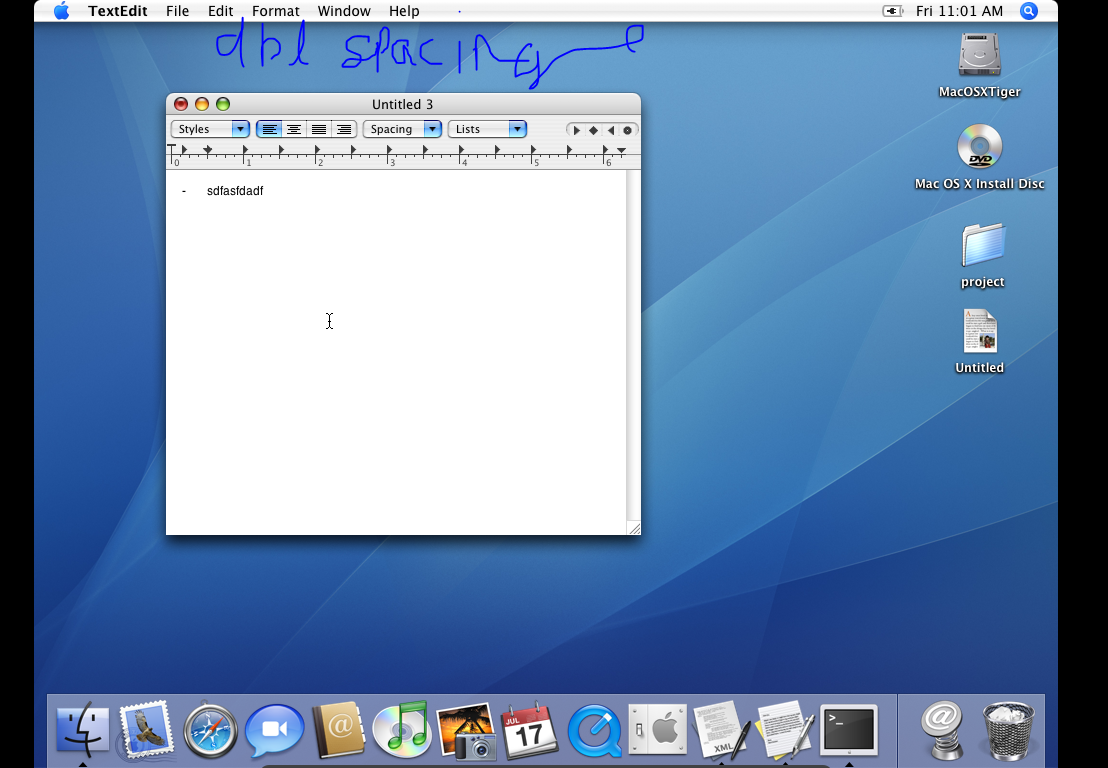 TextEdit File Edit Format Window Help Fri 11:01 AM
dbl spacing
MacOSXTiger
Untitled 3
Styles Spacing Lists
0 1 2 3 4 5 6
Mac OS X Install Disc
- sdfasfdadf
project
Untitled
DVD
JUL
17
XML
>_